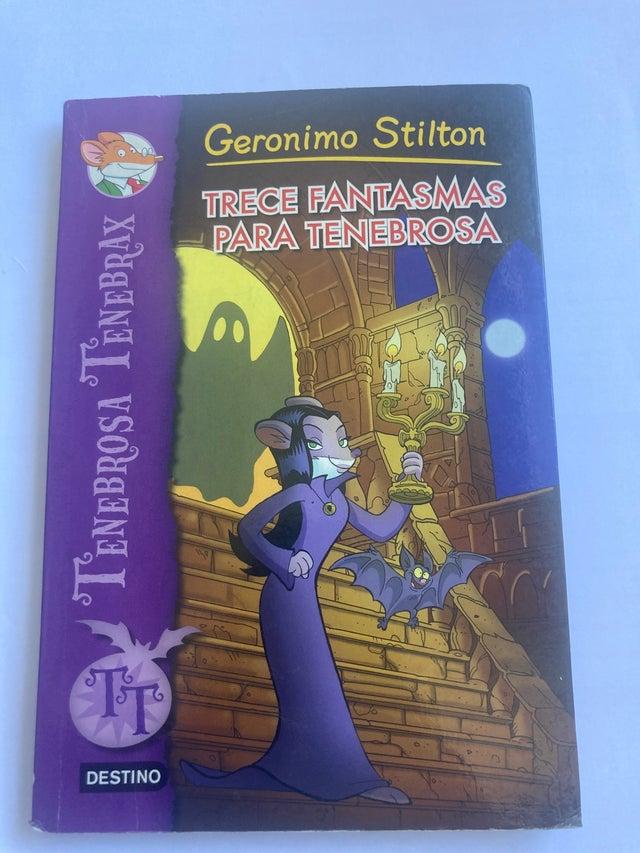 Geronimo Stilton
TRECE FANTASMAS
PARA TENEBROSA
TENEBROSA TENEBRAX
TT
DESTINO